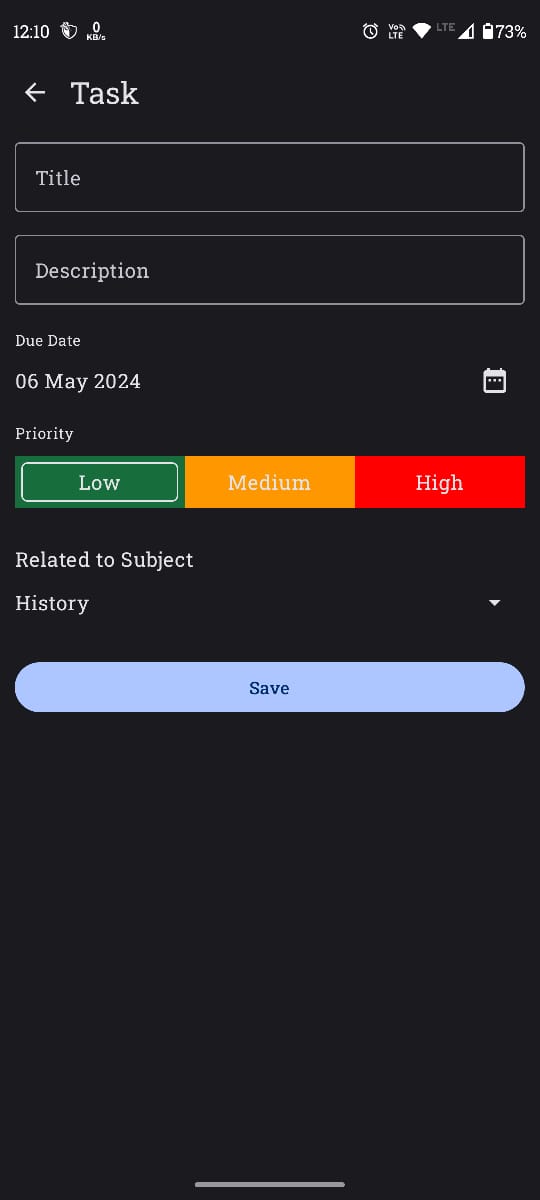 12:10 0 KB/s Vo LTE LTE 73%
Task
Title
Description
Due Date
06 May 2024
Priority
Low Medium High
Related to Subject
History
Save